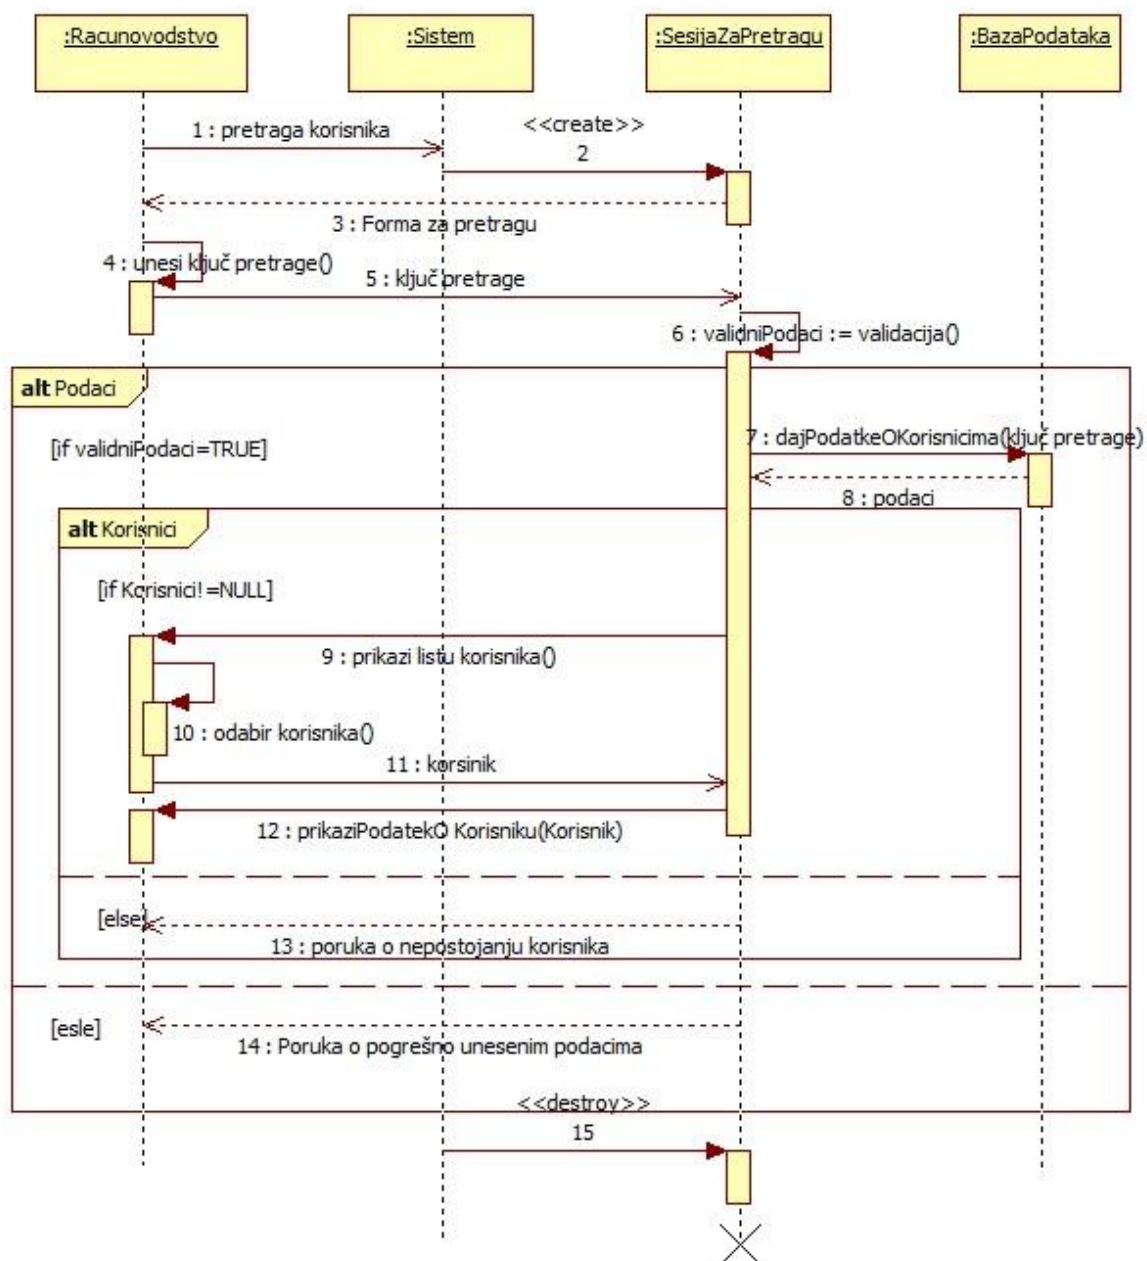 :Racunovodstvo
:Sistem
:SesijaZaPretragu
:BazaPodataka
1 : pretraga korisnika
<<create>>
2
3 : Forma za pretragu
4 : unesi ključ pretrage()
5 : ključ pretrage
6 : validniPodaci := validacija()
alt Podaci
[if validniPodaci=TRUE]
7 : dajPodatkeOKorisnicima(ključ pretrage)
8 : podaci
alt Korisnici
[if Korisnici!=NULL]
9 : prikazi listu korisnika()
10 : odabir korisnika()
11 : korsinik
12 : prikaziPodatekO Korisniku(Korisnik)
[else]
13 : poruka o nepostojanju korisnika
[esle]
14 : Poruka o pogrešno unesenim podacima
<<destroy>>
15